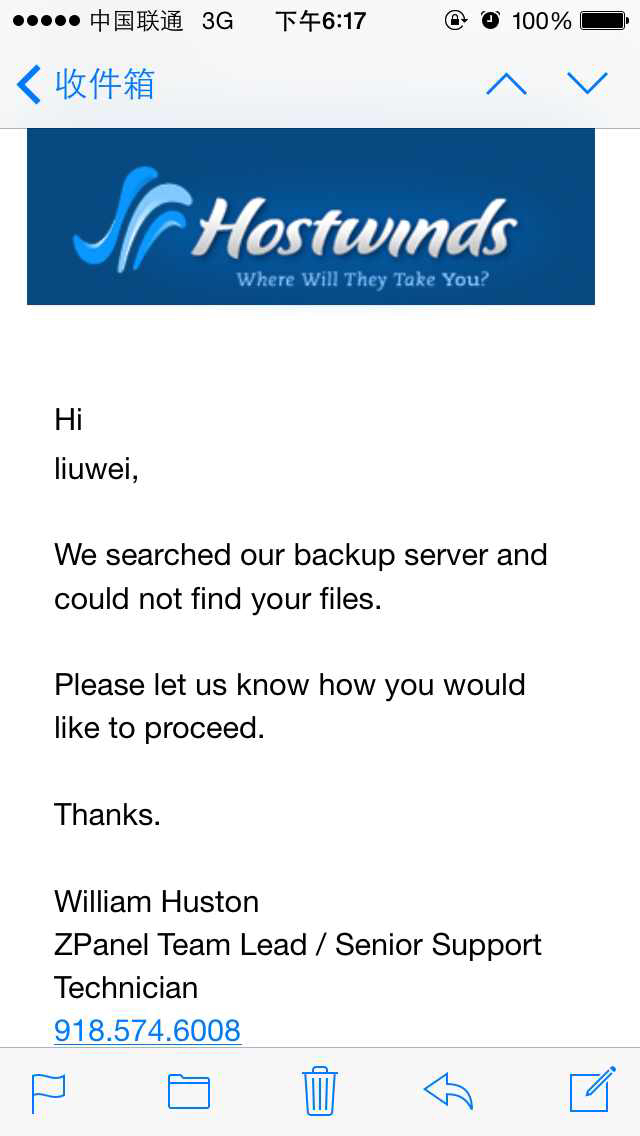 中国联通 3G 下午6:17 100%
收件箱
Hostwinds
Where Will They Take You?
Hi
liuwei,
We searched our backup server and
could not find your files.
Please let us know how you would
like to proceed.
Thanks.
William Huston
ZPanel Team Lead / Senior Support
Technician
918.574.6008